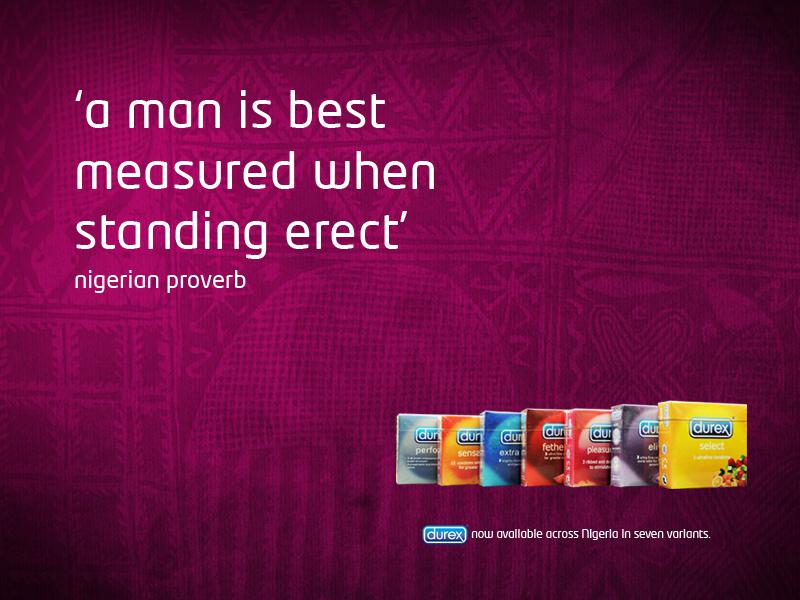 ‘a man is best
measured when
standing erect’
nigerian proverb
durex
select
durex now available across Nigeria in seven variants.